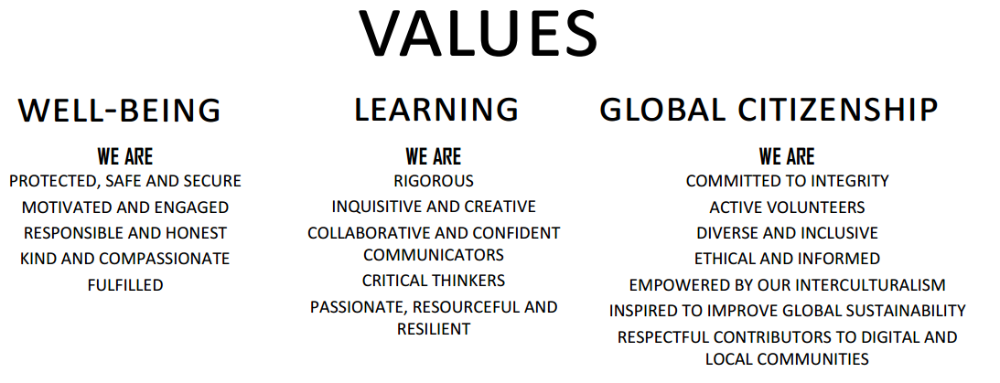 VALUES
WELL-BEING
WE ARE
PROTECTED, SAFE AND SECURE
MOTIVATED AND ENGAGED
RESPONSIBLE AND HONEST
KIND AND COMPASSIONATE
FULFILLED
LEARNING
WE ARE
RIGOROUS
INQUISITIVE AND CREATIVE
COLLABORATIVE AND CONFIDENT
COMMUNICATORS
CRITICAL THINKERS
PASSIONATE, RESOURCEFUL AND
RESILIENT
GLOBAL CITIZENSHIP
WE ARE
COMMITTED TO INTEGRITY
ACTIVE VOLUNTEERS
DIVERSE AND INCLUSIVE
ETHICAL AND INFORMED
EMPOWERED BY OUR INTERCULTURALISM
INSPIRED TO IMPROVE GLOBAL SUSTAINABILITY
RESPECTFUL CONTRIBUTORS TO DIGITAL AND
LOCAL COMMUNITIES